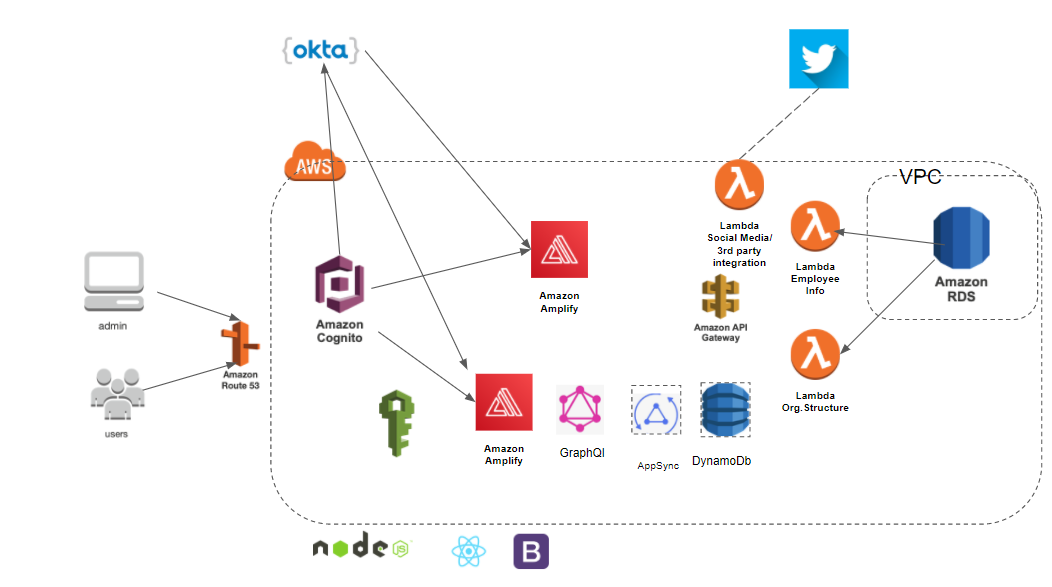 {okta}
AWS
VPC
Lambda
Social Media/
3rd party
integration
Lambda
Employee
Info
Amazon
RDS
Amazon
Amplify
admin
Amazon
Cognito
Amazon API
Gateway
Amazon
Route 53
Lambda
Org.Structure
users
Amazon
Amplify
GraphQl
AppSync
DynamoDb
node
JS
B